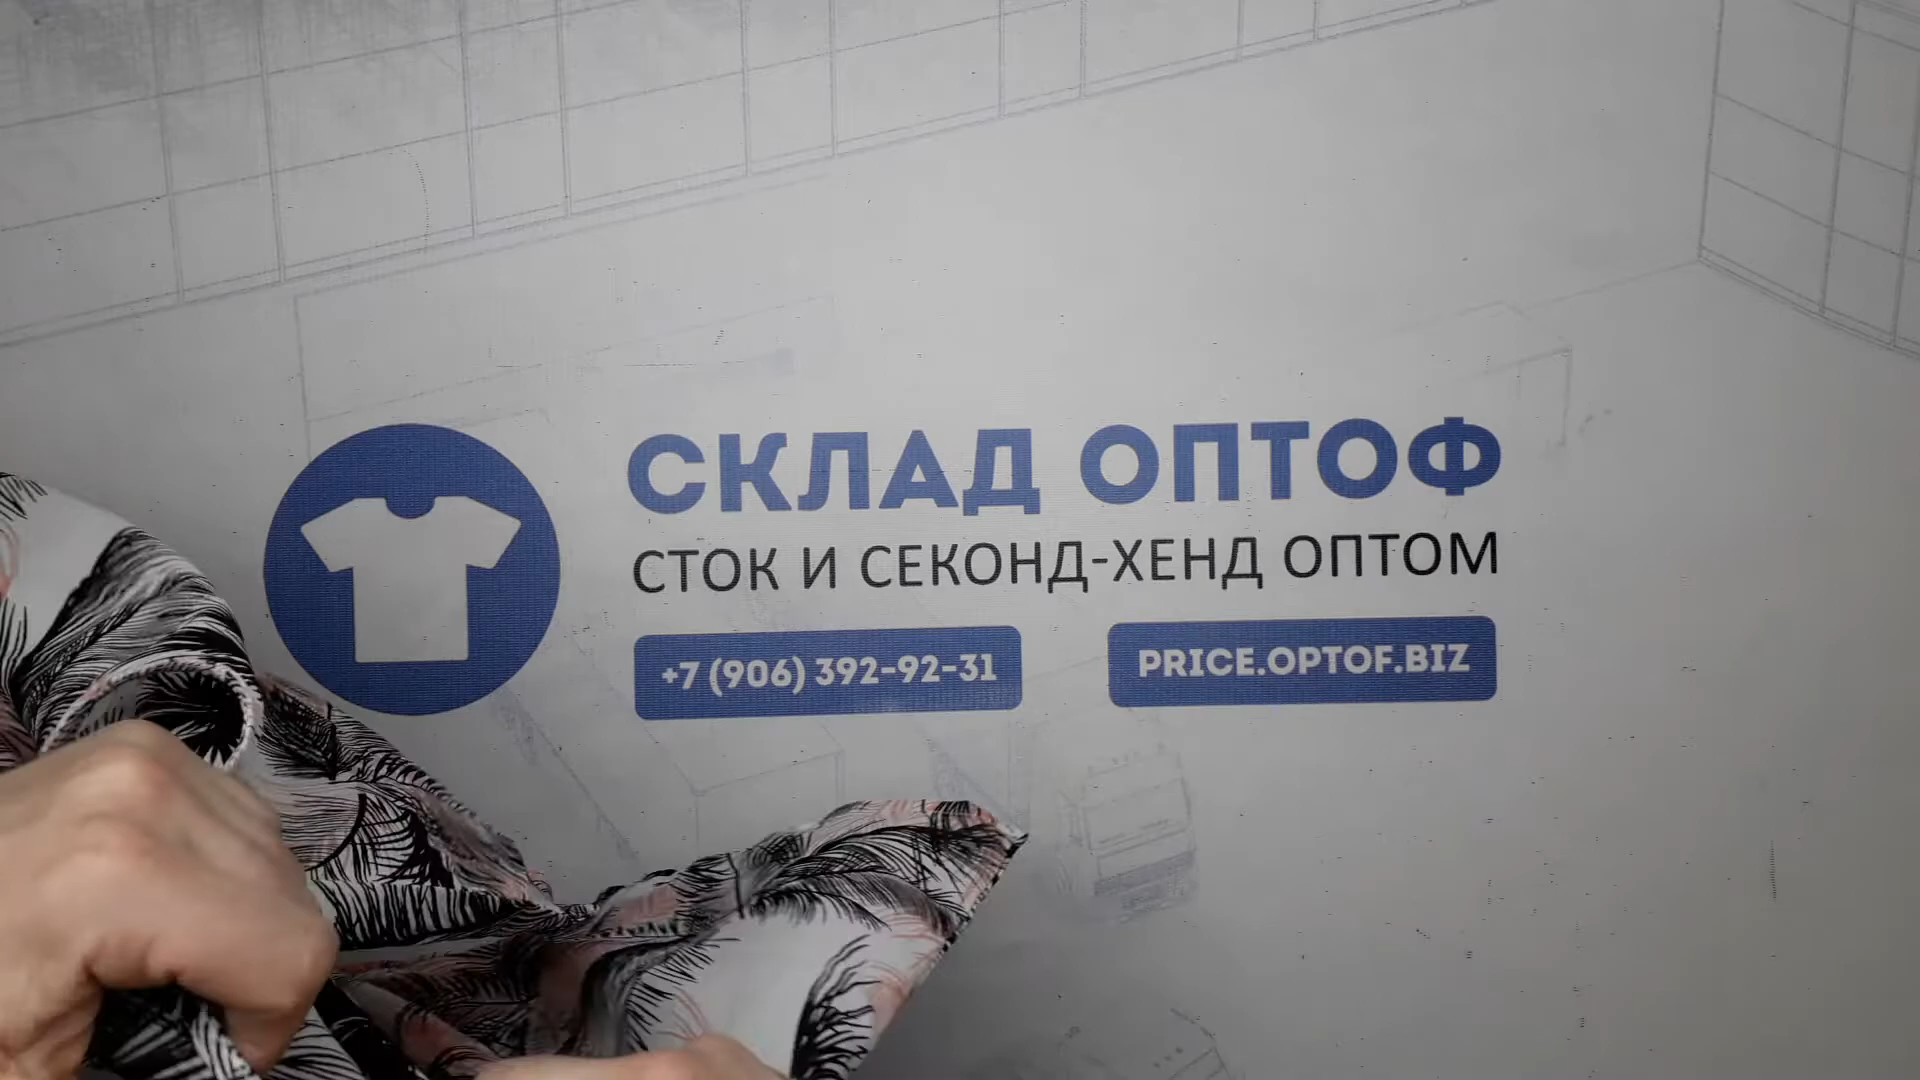 СКЛАД ОПТОФ
СТОК И СЕКОНД-ХЕНД ОПТОМ
+7 (906) 392-92-31
PRICE.OPTOF.BIZ